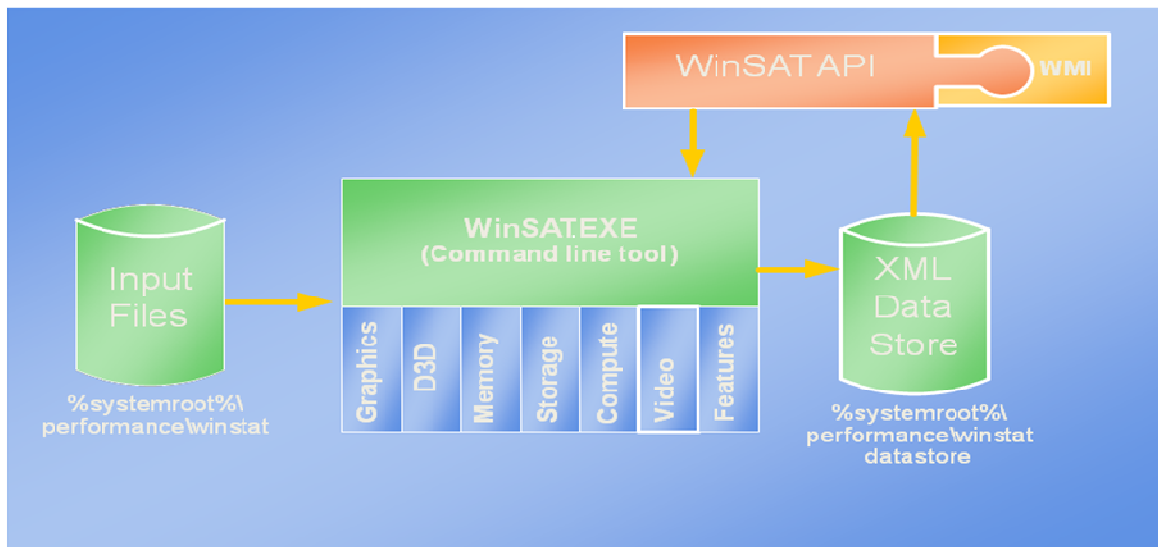 WinSAT API
WMI
WinSAT.EXE
(Command line tool)
Input
Files
%systemroot%\
performance\winstat
Graphics
D3D
Memory
Storage
Compute
Video
Features
XML
Data
Store
%systemroot%\
performance\winstat
datastore